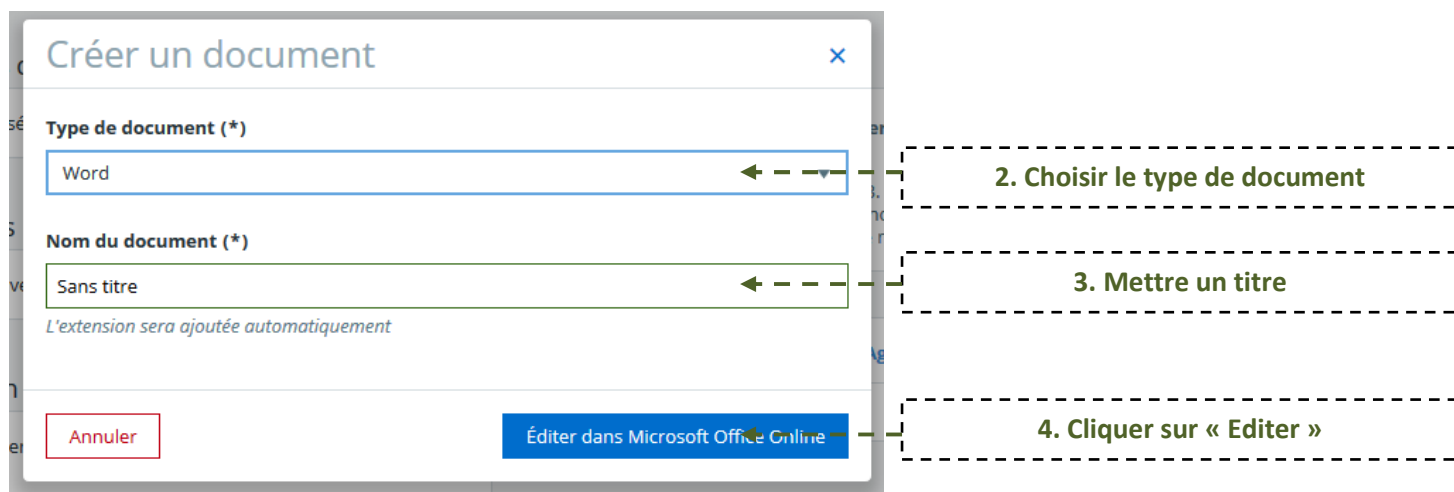 Créer un document
×
Type de document (*)
Word
2. Choisir le type de document
Nom du document (*)
Sans titre
3. Mettre un titre
L'extension sera ajoutée automatiquement
Annuler
Éditer dans Microsoft Office Online
4. Cliquer sur « Editer »